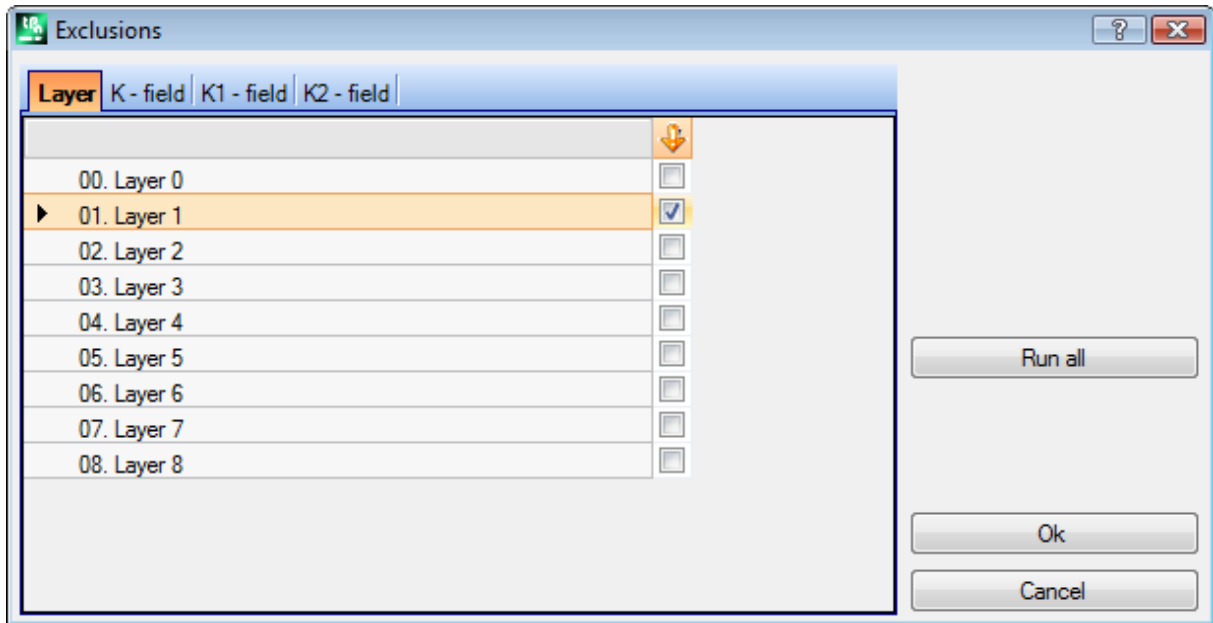 Exclusions
Layer K - field K1 - field K2 - field
00. Layer 0
01. Layer 1
02. Layer 2
03. Layer 3
04. Layer 4
05. Layer 5
06. Layer 6
07. Layer 7
08. Layer 8
Run all
Ok
Cancel